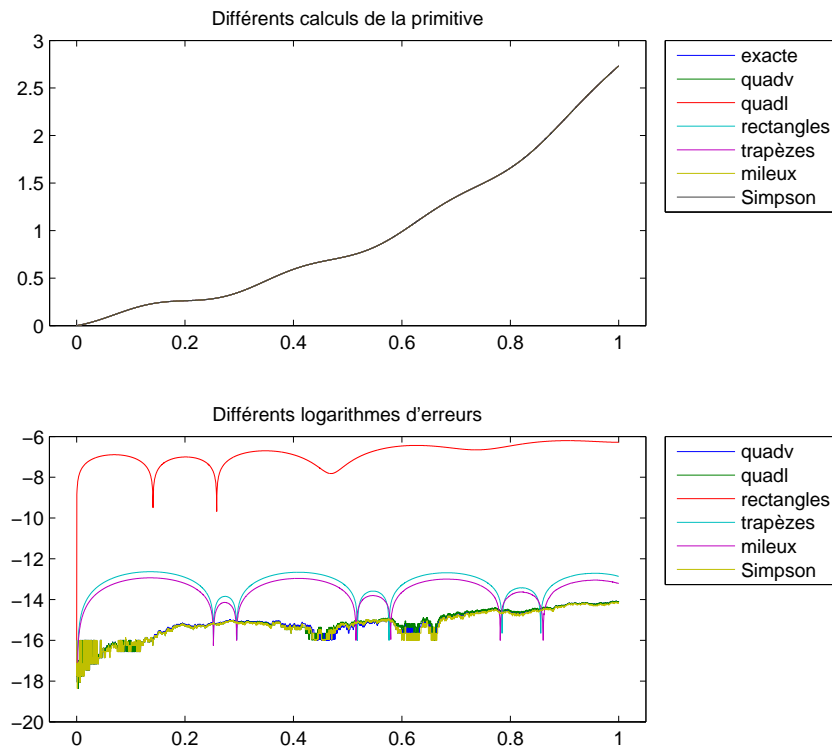 Différents calculs de la primitive
3
2.5
2
1.5
1
0.5
0
0
0.2
0.4
0.6
0.8
1
exacte
quadv
quadl
rectangles
trapèzes
mileux
Simpson
Différents logarithmes d'erreurs
−6
−8
−10
−12
−14
−16
−18
−20
0
0.2
0.4
0.6
0.8
1
quadv
quadl
rectangles
trapèzes
mileux
Simpson